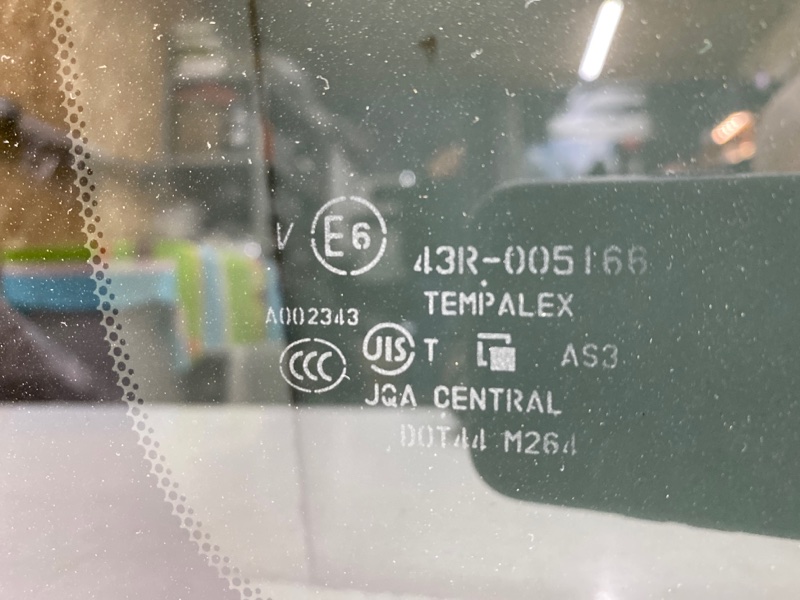 V E6 43R-005166
TEMPALEX
A002343
CCC JIS T AS3
JQA CENTRAL
DOT44 M264